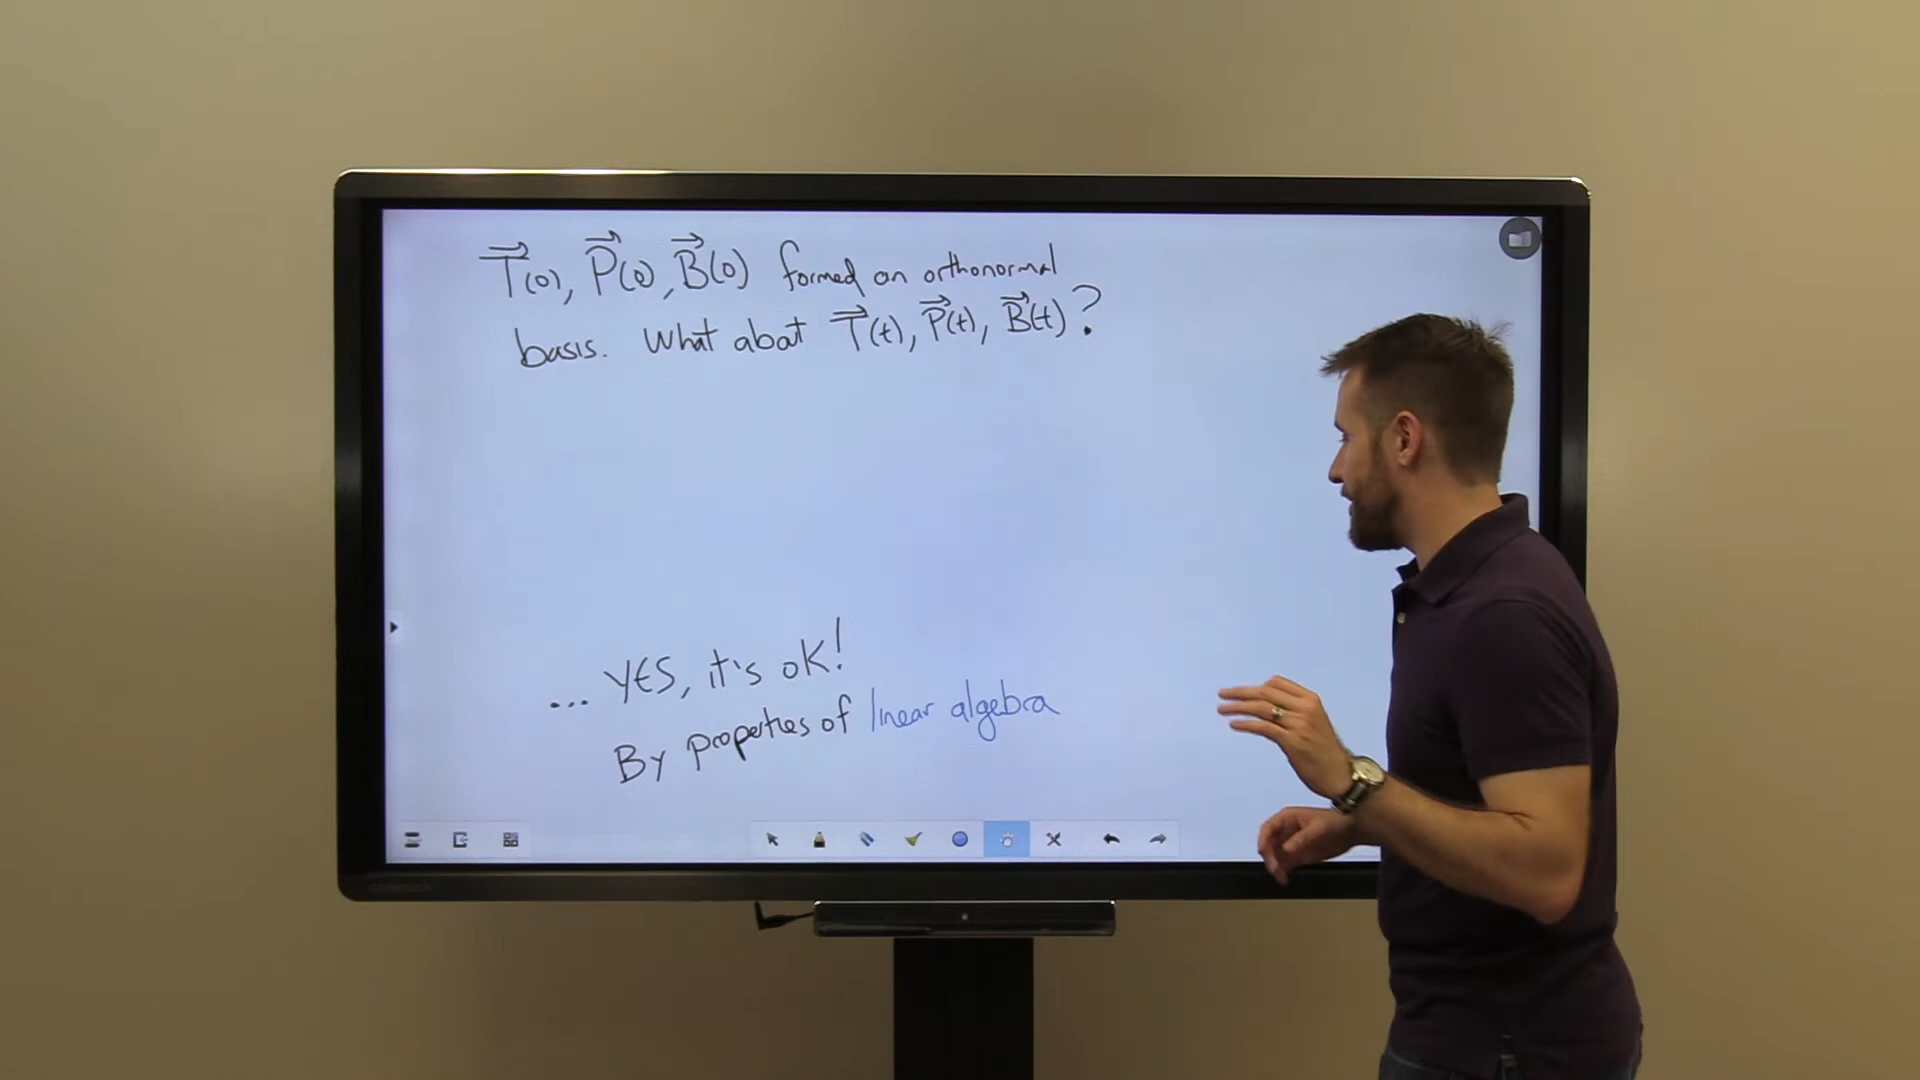 T⃗(0), P⃗(0), B⃗(0) formed an orthonormal
basis. What about T⃗(t), P⃗(t), B⃗(t)?
... YES, it's OK!
By properties of linear algebra